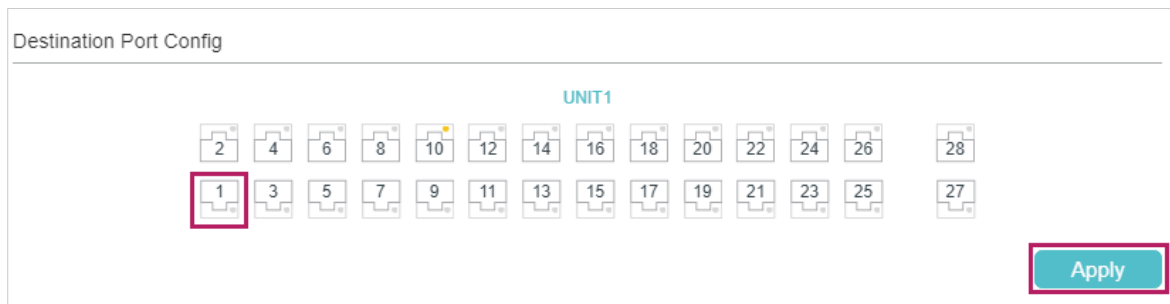 Destination Port Config
UNIT1
2 4 6 8 10 12 14 16 18 20 22 24 26 28
1 3 5 7 9 11 13 15 17 19 21 23 25 27
Apply